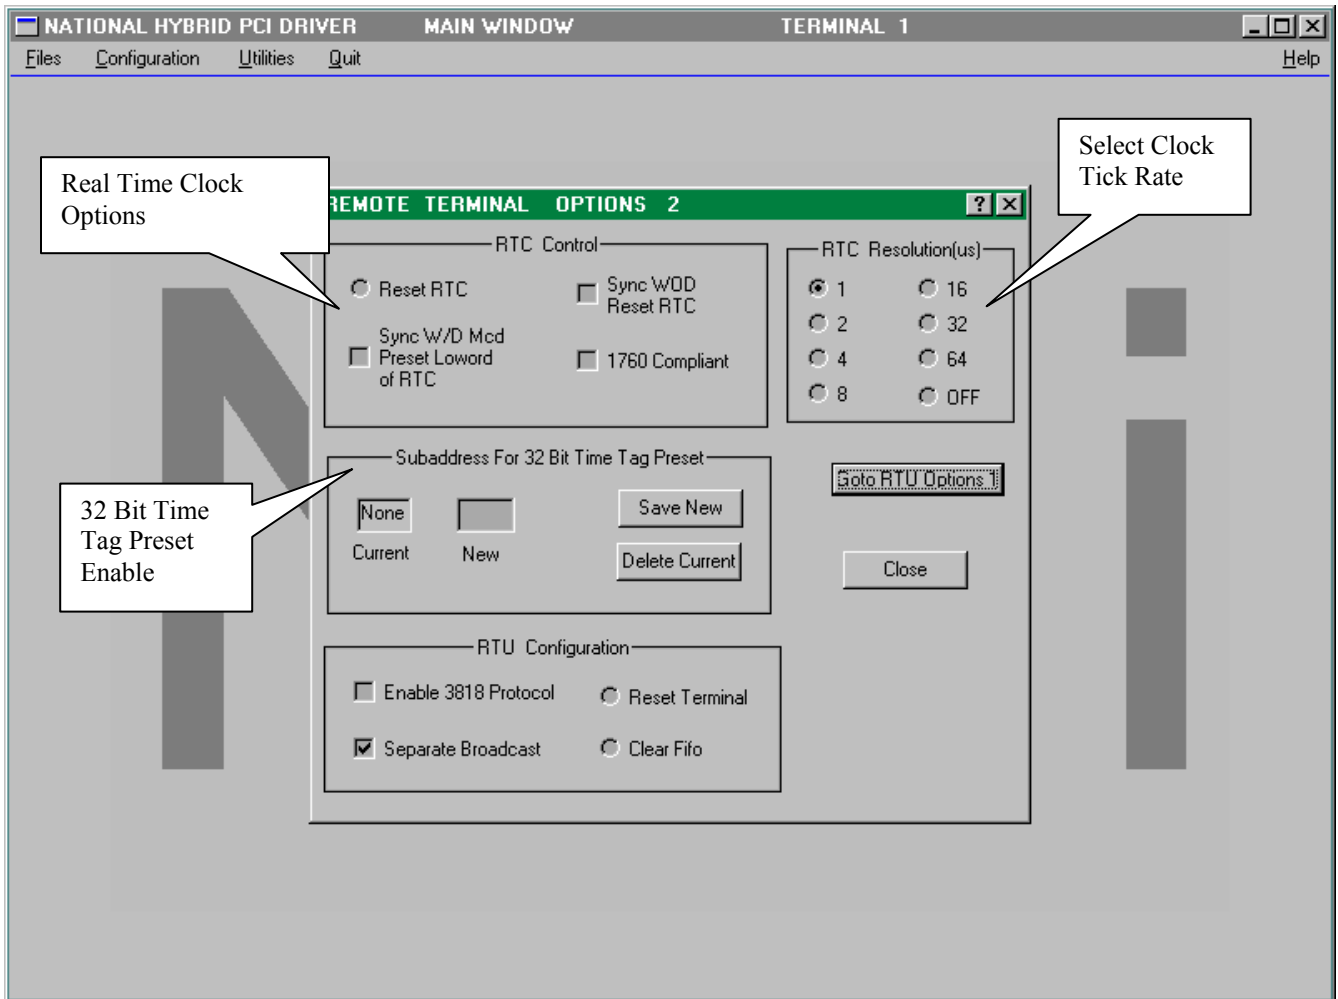 NATIONAL HYBRID PCI DRIVER MAIN WINDOW TERMINAL 1
Files Configuration Utilities Quit Help
Real Time Clock
Options
Select Clock
Tick Rate
REMOTE TERMINAL OPTIONS 2
RTC Control
Reset RTC
Sync WOD
Reset RTC
Sync W/D Mcd
Preset Loword
of RTC
1760 Compliant
RTC Resolution(us)
1 16
2 32
4 64
8 OFF
32 Bit Time
Tag Preset
Enable
Subaddress For 32 Bit Time Tag Preset
None
Current New
Save New
Delete Current
Goto RTU Options 1
Close
RTU Configuration
Enable 3818 Protocol
Reset Terminal
Separate Broadcast
Clear Fifo